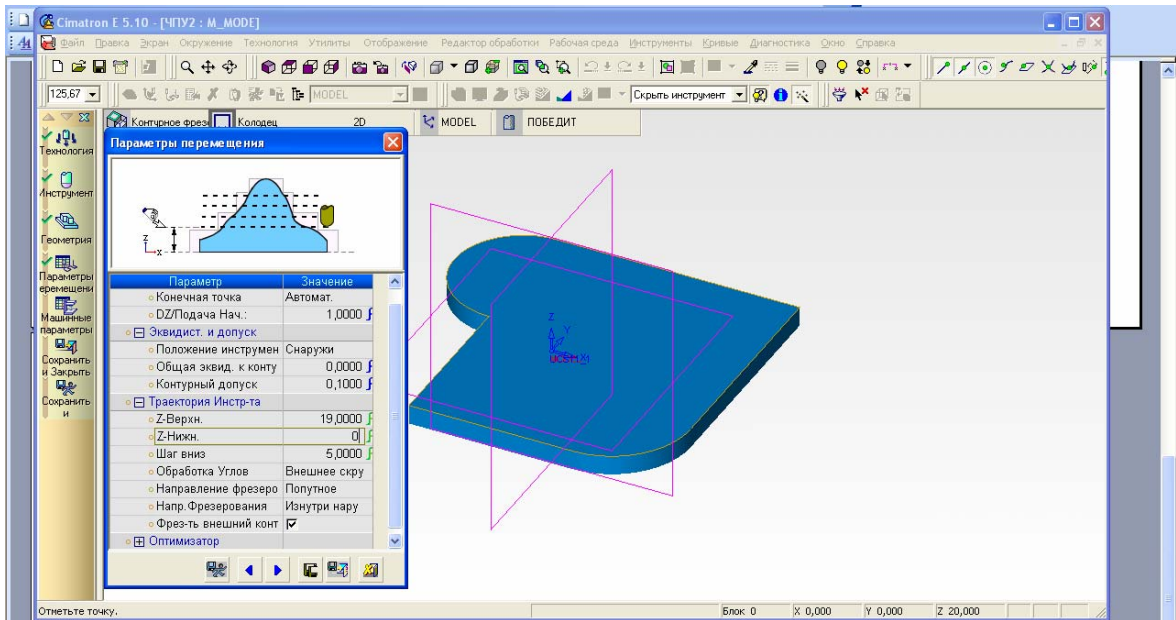 Cimatron E 5.10 - [ЧПУ2 : M_MODE]
Файл Правка Экран Окружение Технология Утилиты Отображение Редактор обработки Рабочая среда Инструменты Кривые Диагностика Окно Справка
125,67 MODEL Скрыть инструмент
Контурное фрез Колодец 2D MODEL ПОБЕДИТ
Технология
Инструмент
Геометрия
Параметры
еремещени
Машинные
параметры
Сохранить
и Закрыть
Сохранить
и
Параметры перемещения
Z
X
Параметр Значение
Конечная точка Автомат.
DZ/Подача Нач.: 1,0000 f
Эквидист. и допуск
Положение инструмен Снаружи
Общая эквид. к конту 0,0000 f
Контурный допуск 0,1000 f
Траектория Инстр-та
Z-Верхн. 19,0000 f
Z-Нижн. 0 f
Шаг вниз 5,0000 f
Обработка Углов Внешнее скру
Направление фрезеро Попутное
Напр.Фрезерования Изнутри нару
Фрез-ть внешний конт
Оптимизатор
Z
Y
UCS11 X1
Отметьте точку. Блок 0 X 0,000 Y 0,000 Z 20,000